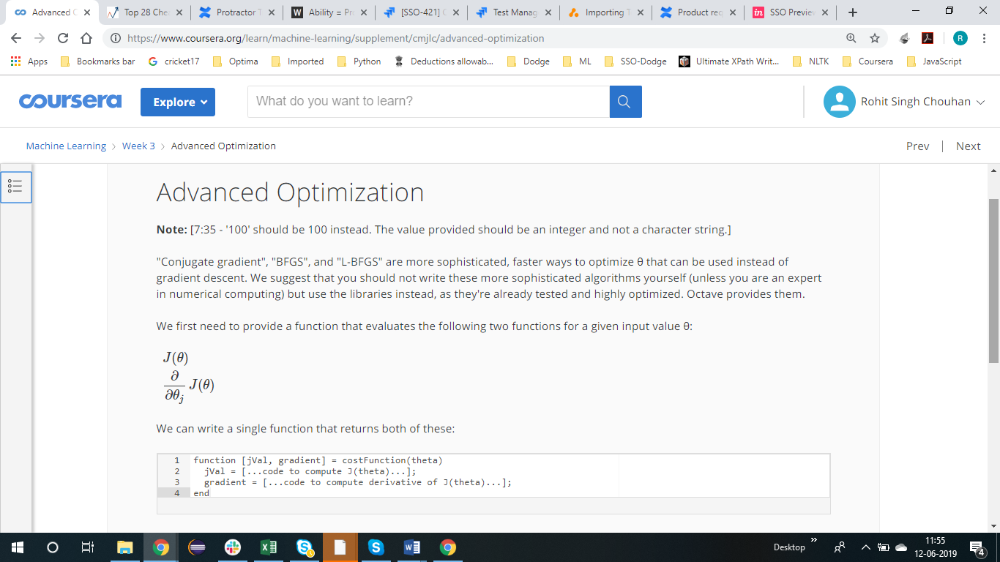 Advanced C
Top 28 Che
Protractor T
Ability = Pr
[SSO-421] C
Test Manag
Importing T
Product req
SSO Preview
https://www.coursera.org/learn/machine-learning/supplement/cmjlc/advanced-optimization
R
Apps Bookmarks bar cricket17 Optima Imported Python Deductions allowab... Dodge ML SSO-Dodge Ultimate XPath Writ... NLTK Coursera JavaScript
coursera Explore What do you want to learn? Rohit Singh Chouhan
Machine Learning > Week 3 > Advanced Optimization Prev | Next
Advanced Optimization
Note: [7:35 - '100' should be 100 instead. The value provided should be an integer and not a character string.]
"Conjugate gradient", "BFGS", and "L-BFGS" are more sophisticated, faster ways to optimize θ that can be used instead of
gradient descent. We suggest that you should not write these more sophisticated algorithms yourself (unless you are an expert
in numerical computing) but use the libraries instead, as they're already tested and highly optimized. Octave provides them.
We first need to provide a function that evaluates the following two functions for a given input value θ:
J(θ)
∂
∂θj J(θ)
We can write a single function that returns both of these:
1 function [jVal, gradient] = costFunction(theta)
2 jVal = [...code to compute J(theta)...];
3 gradient = [...code to compute derivative of J(theta)...];
4 end
Desktop » 11:55
12-06-2019
4